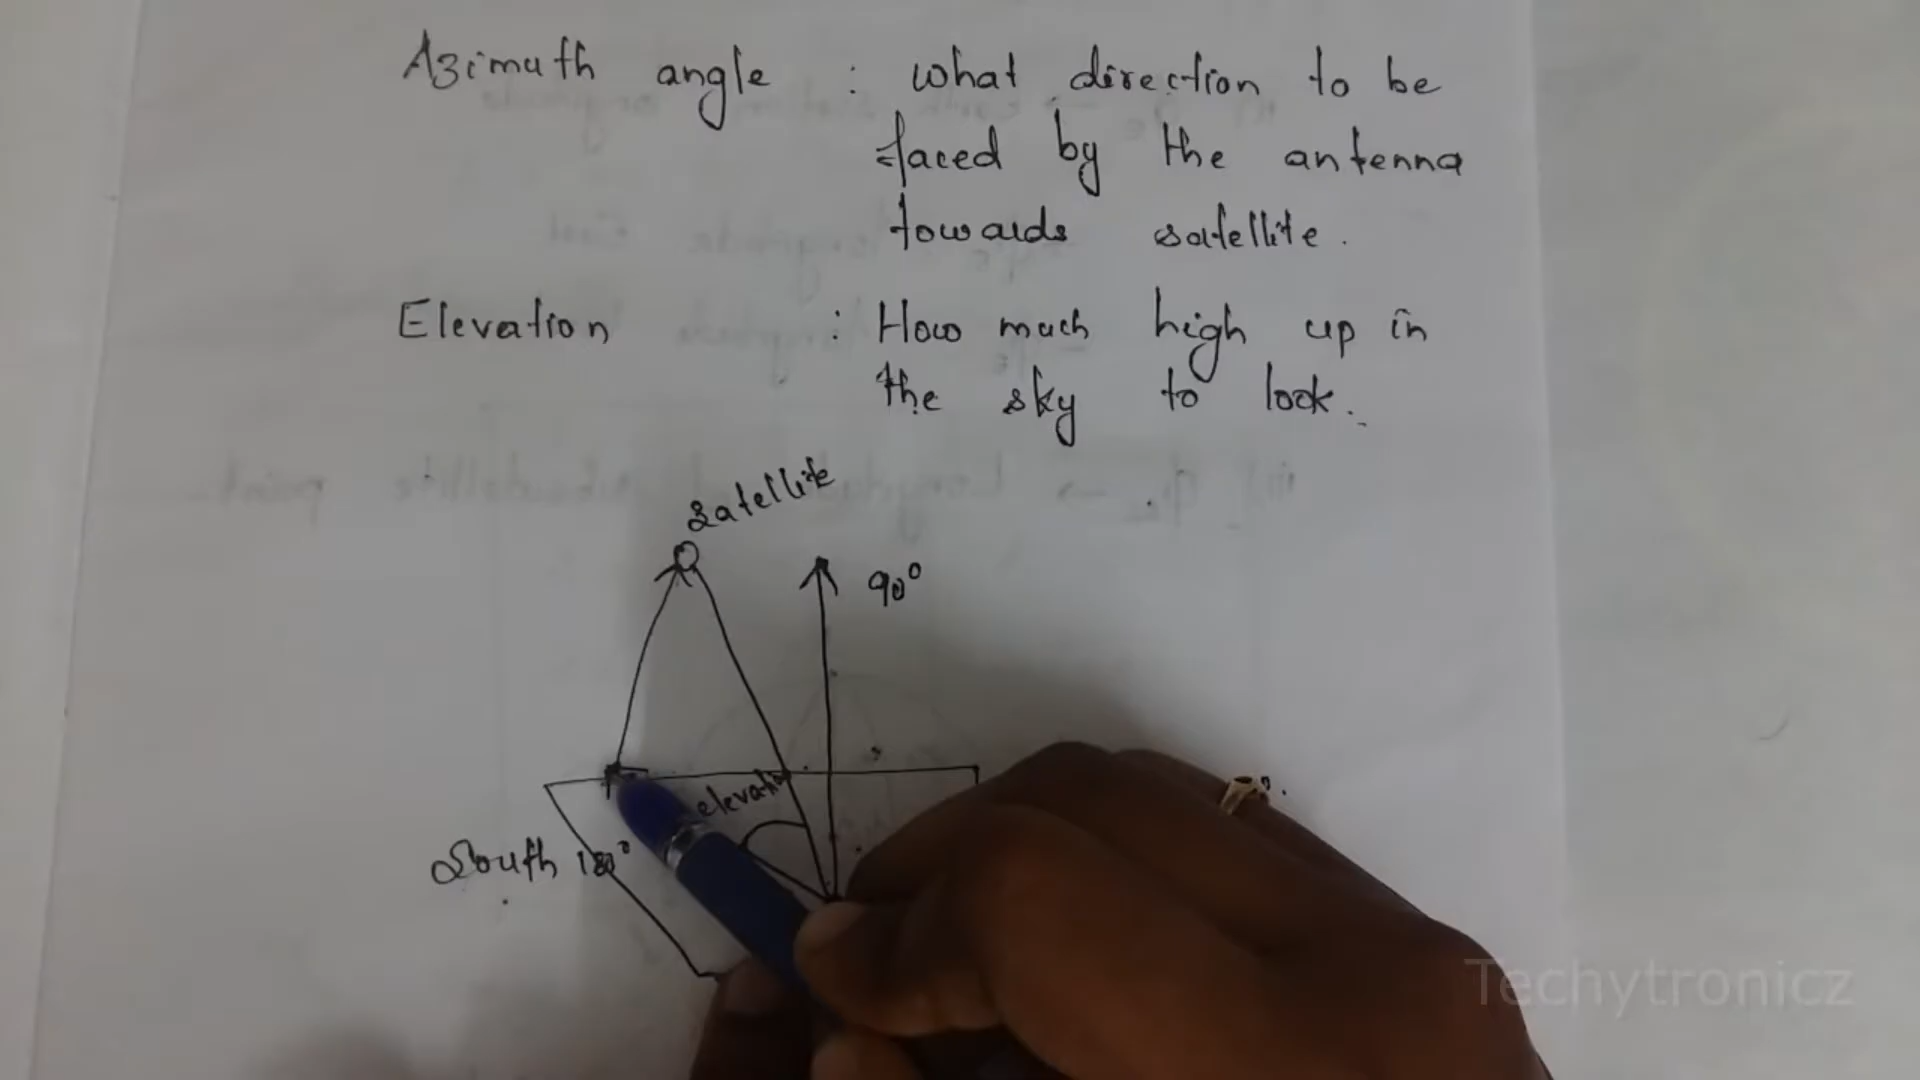 Azimuth angle : what direction to be
faced by the antenna
towards satellite.
Elevation : How much high up in
the sky to look.
satellite
90°
South 180°
Techytronicz